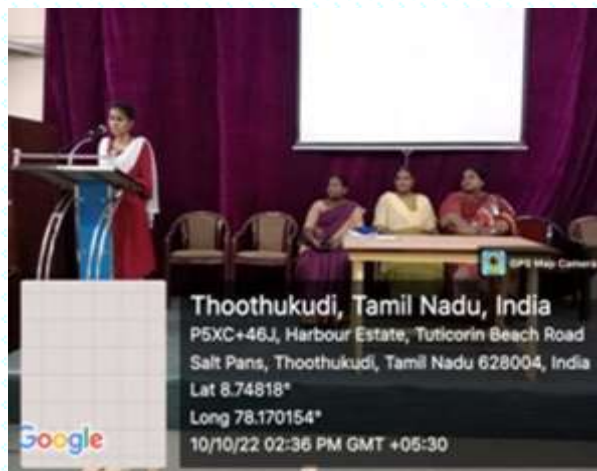 GPS Map Camera
Thoothukudi, Tamil Nadu, India
P5XC+46J, Harbour Estate, Tuticorin Beach Road
Salt Pans, Thoothukudi, Tamil Nadu 628004, India
Lat 8.74818°
Long 78.170154°
10/10/22 02:36 PM GMT +05:30
Google